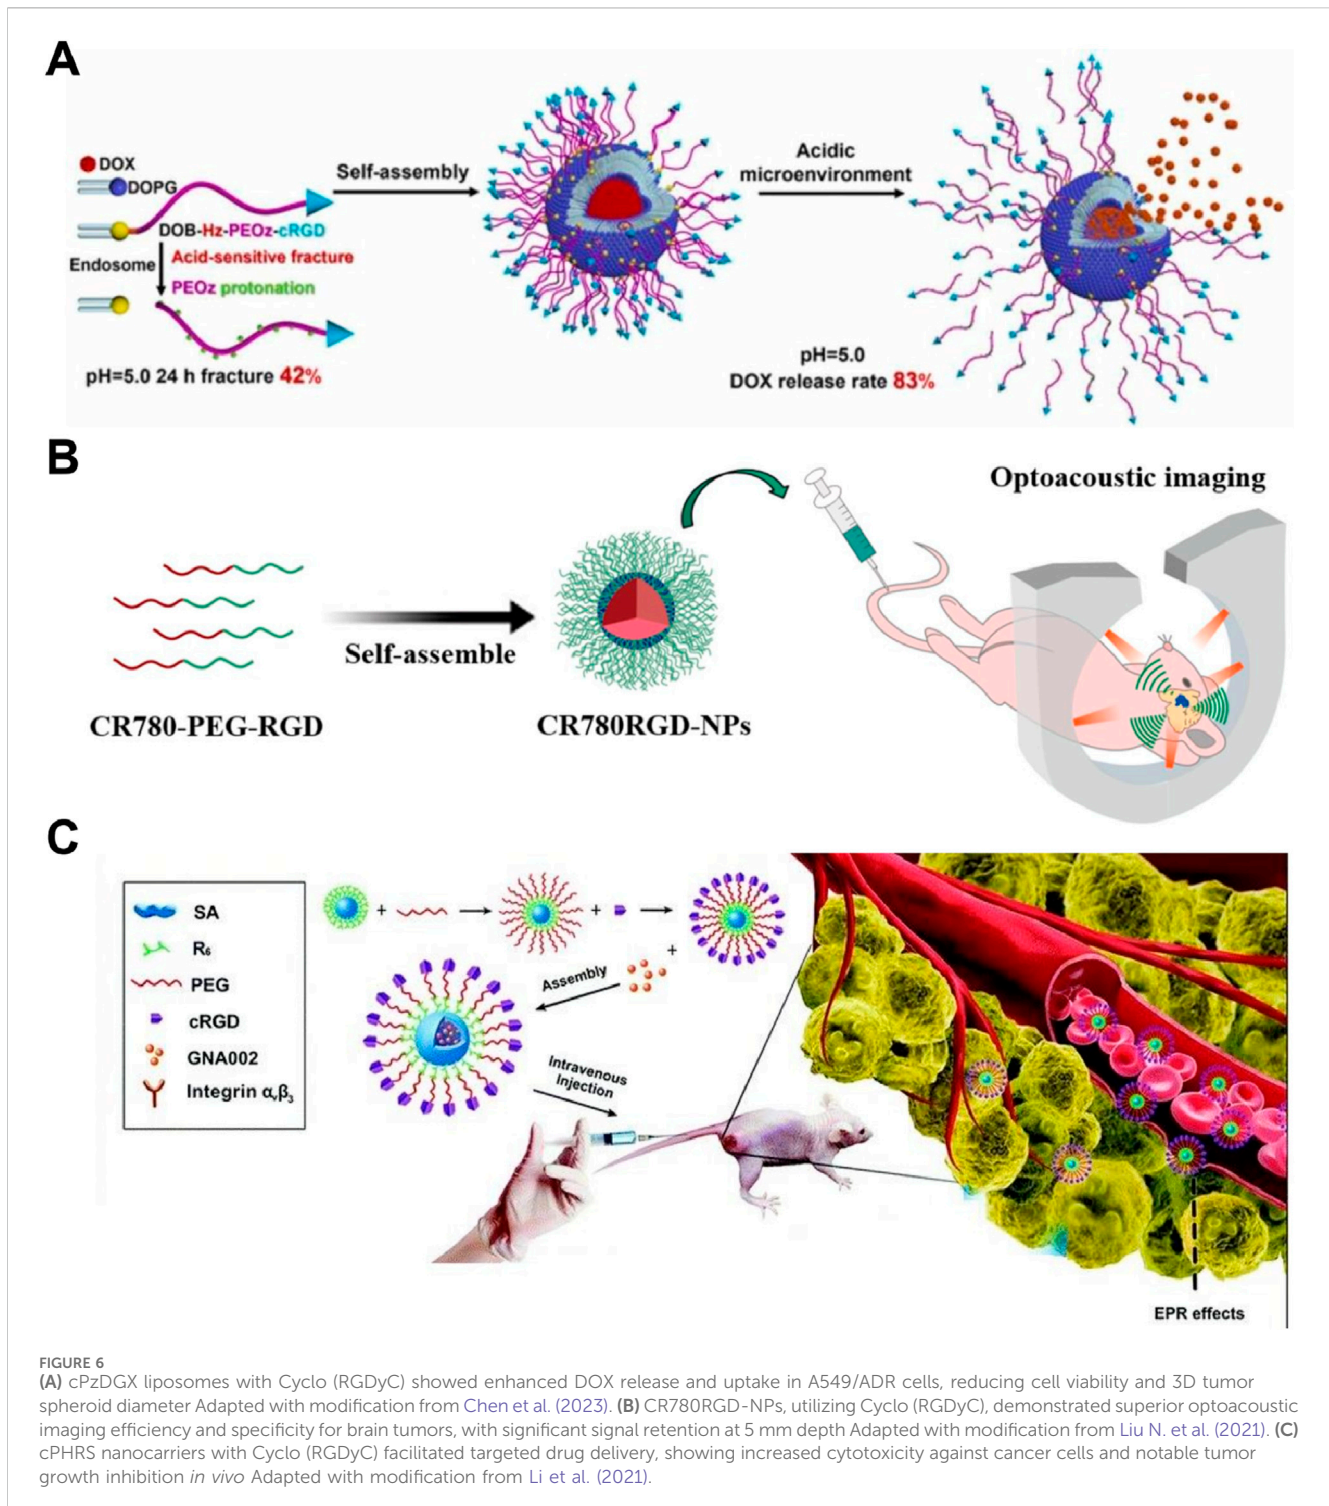 A
DOX
DOPG
DOB-Hz-PEOz-cRGD
Endosome
Acid-sensitive fracture
PEOz protonation
pH=5.0 24 h fracture 42%
Self-assembly
Acidic
microenvironment
pH=5.0
DOX release rate 83%
B
CR780-PEG-RGD
Self-assemble
CR780RGD-NPs
Optoacoustic imaging
C
SA
R₆
PEG
cRGD
GNA002
Integrin αᵥβ₃
+
+
+
Assembly
Intravenous
Injection
EPR effects
FIGURE 6
(A) cPzDGX liposomes with Cyclo (RGDyC) showed enhanced DOX release and uptake in A549/ADR cells, reducing cell viability and 3D tumor
spheroid diameter Adapted with modification from Chen et al. (2023). (B) CR780RGD-NPs, utilizing Cyclo (RGDyC), demonstrated superior optoacoustic
imaging efficiency and specificity for brain tumors, with significant signal retention at 5 mm depth Adapted with modification from Liu N. et al. (2021). (C)
cPHRS nanocarriers with Cyclo (RGDyC) facilitated targeted drug delivery, showing increased cytotoxicity against cancer cells and notable tumor
growth inhibition in vivo Adapted with modification from Li et al. (2021).